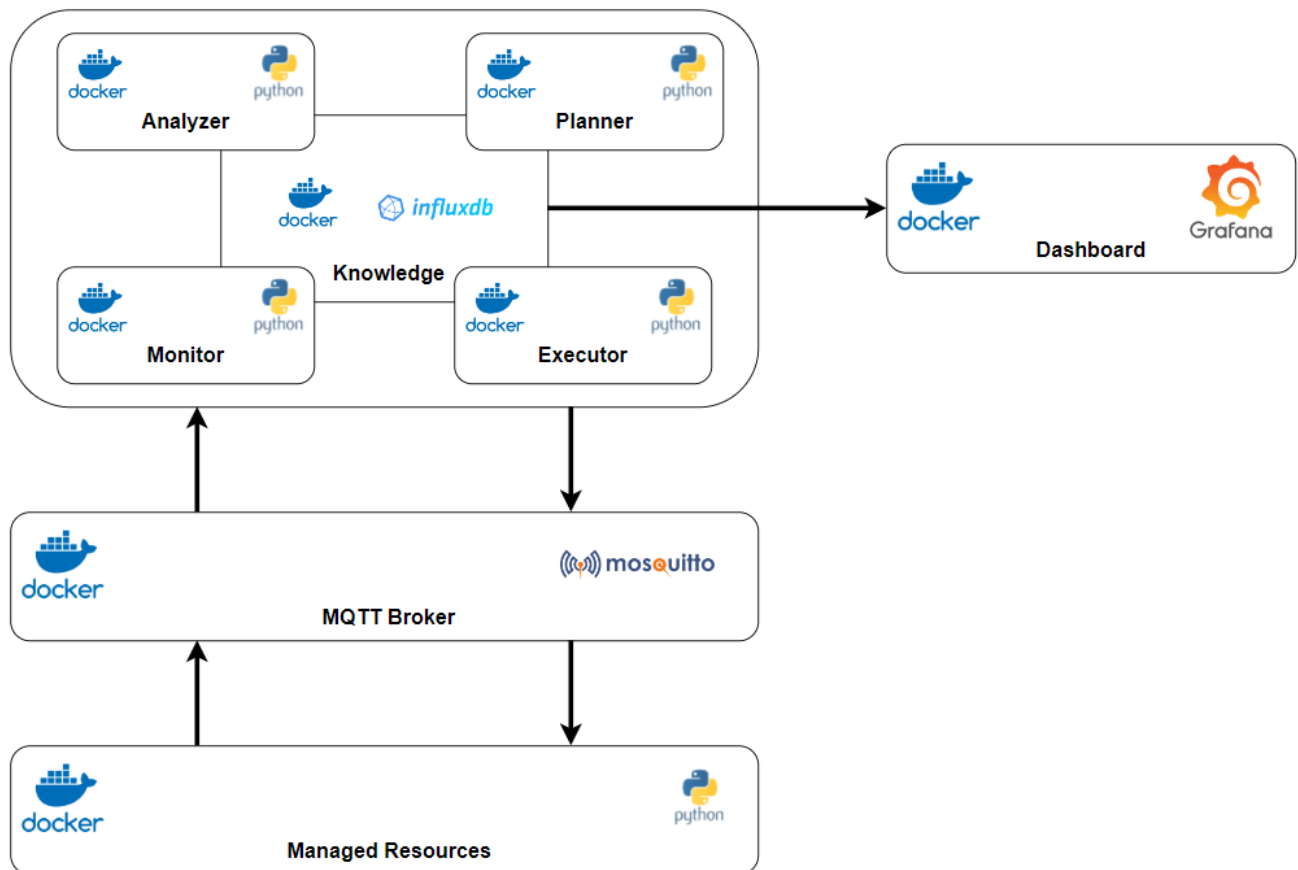 docker
python
Analyzer
docker
python
Planner
docker
influxdb
Knowledge
docker
python
Monitor
docker
python
Executor
docker
Grafana
Dashboard
docker
mosquitto
MQTT Broker
docker
python
Managed Resources